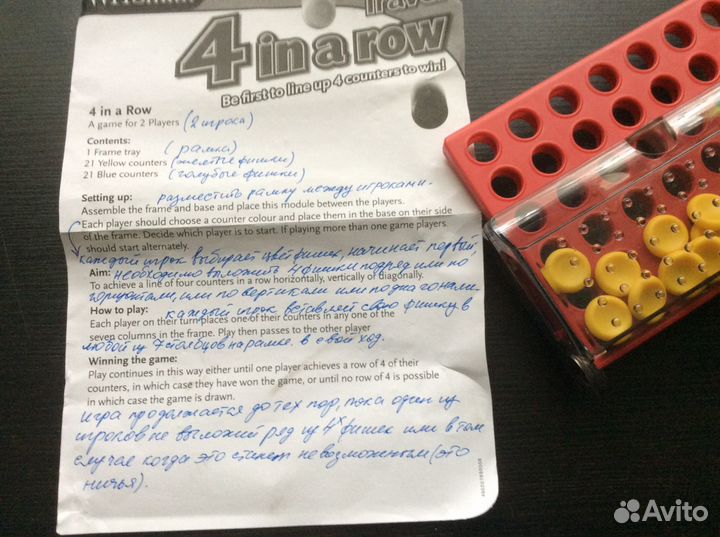 Travel
4 in a row
Be first to line up 4 counters to win!
4 in a Row
A game for 2 Players (2 игрока)
Contents:
1 Frame tray (рамка)
21 Yellow counters (желтые фишки)
21 Blue counters (голубые фишки)
Setting up: разместить рамку между игроками.
Assemble the frame and base and place this module between the players.
Each player should choose a counter colour and place them in the base on their side
of the frame. Decide which player is to start. If playing more than one game players
should start alternately.
каждый игрок выбирает цвет фишек, начинает первый
Aim: необходимо выложить 4 фишки подряд или по
To achieve a line of four counters in a row horizontally, vertically or diagonally.
горизонтали, или по вертикали или по диагонали.
How to play: каждый игрок вставляет свою фишку в
Each player on their turn places one of their counters in any one of the
seven columns in the frame. Play then passes to the other player
любой из 7 столбцов на рамке в свой ход.
Winning the game:
Play continues in this way either until one player achieves a row of 4 of their
counters, in which case they have won the game, or until no row of 4 is possible
in which case the game is drawn.
игра продолжается до тех пор, пока один из
игроков не выложит ряд из 4х фишек или в том
случае когда это станет невозможным (это
ничья).
Avito